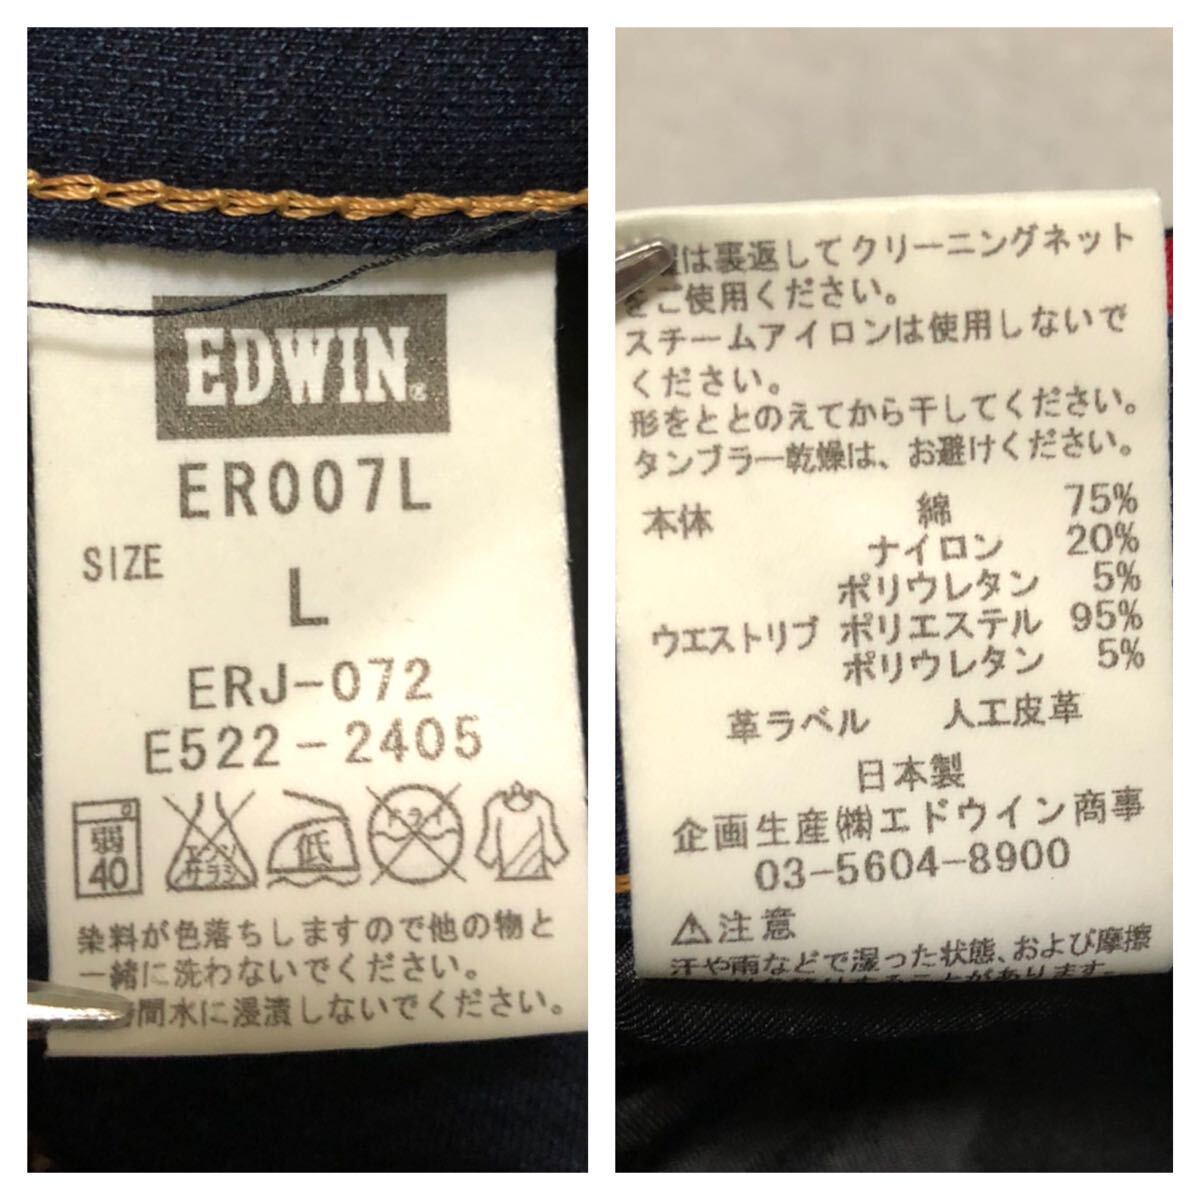 EDWIN®
ER007L
SIZE
L
ERJ-072
E522-2405
弱
40
エンソ
サラシ
低
ドライ
染料が色落ちしますので他の物と
一緒に洗わないでください。
時間水に浸漬しないでください。
は裏返してクリーニングネット
をご使用ください。
スチームアイロンは使用しないで
ください。
形をととのえてから干してください。
タンブラー乾燥は、お避けください。
本体 綿 75%
ナイロン 20%
ポリウレタン 5%
ウエストリブ ポリエステル 95%
ポリウレタン 5%
革ラベル 人工皮革
日本製
企画生産㈱エドウイン商事
03-5604-8900
⚠注意
汗や雨などで湿った状態、および摩擦